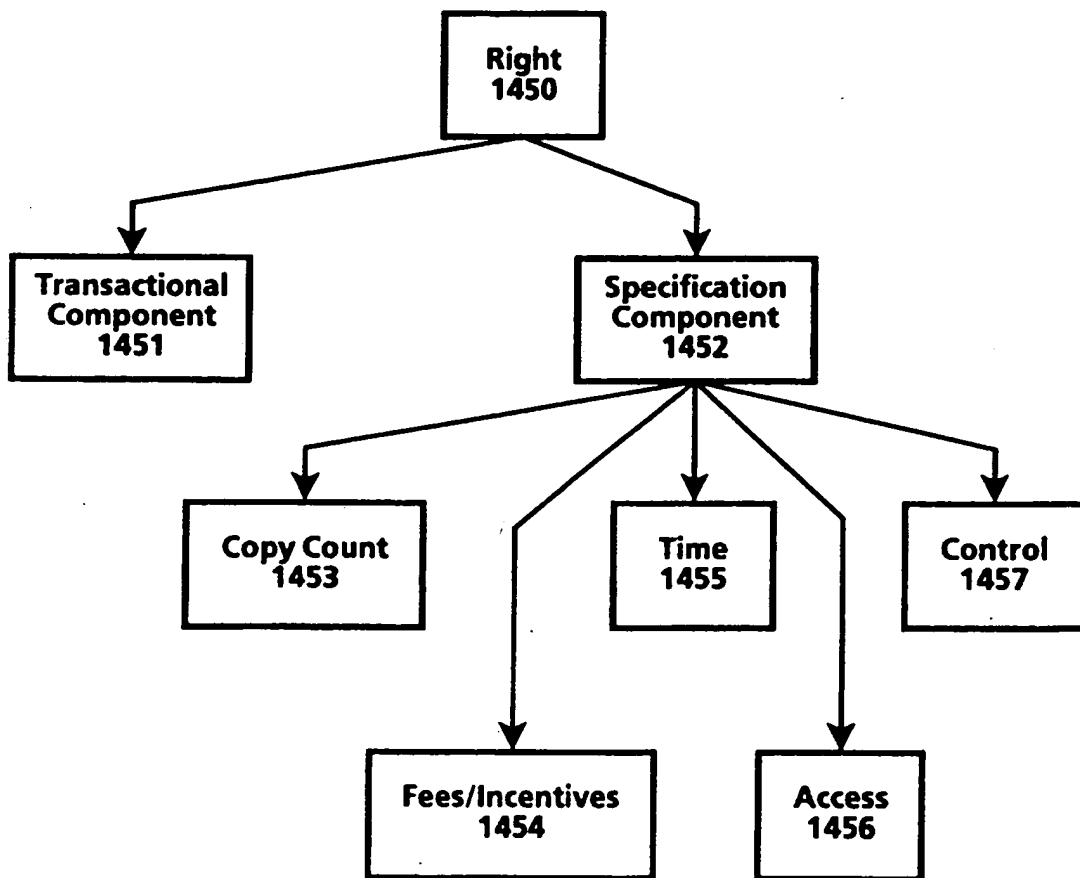 Right
1450
Transactional
Component
1451
Specification
Component
1452
Copy Count
1453
Time
1455
Control
1457
Fees/Incentives
1454
Access
1456